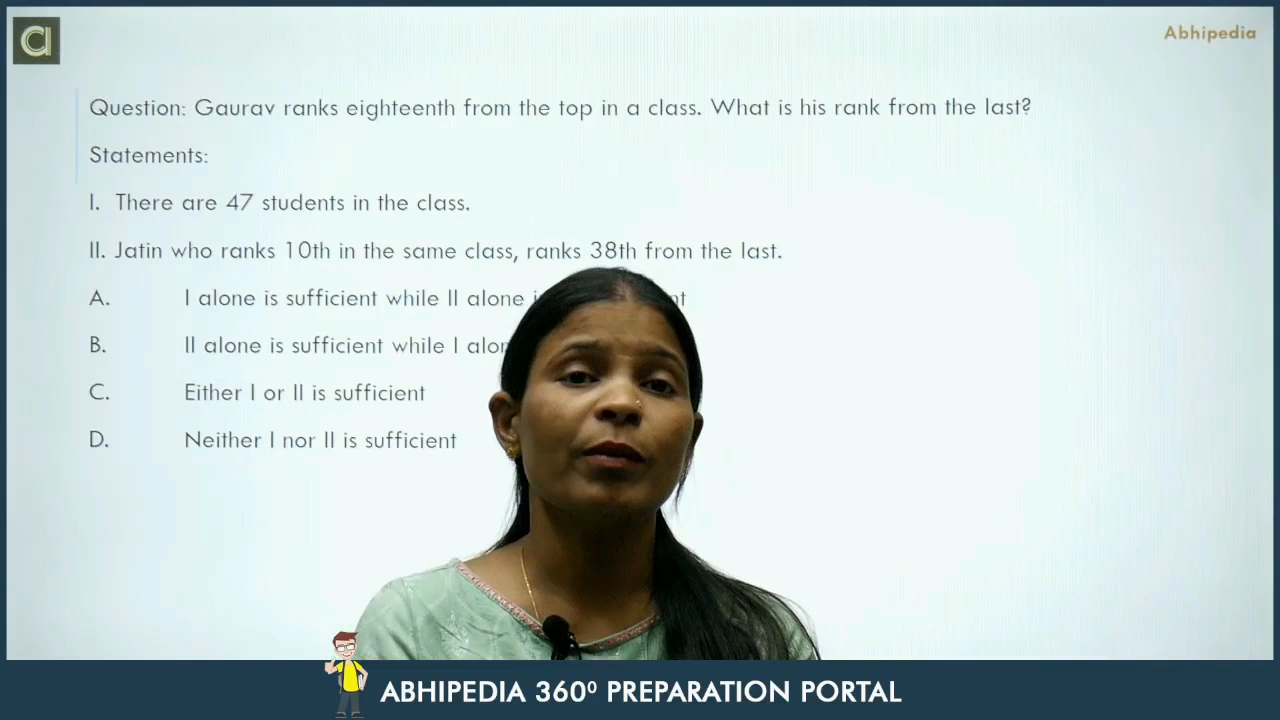 Abhipedia
Question: Gaurav ranks eighteenth from the top in a class. What is his rank from the last?
Statements:
I. There are 47 students in the class.
II. Jatin who ranks 10th in the same class, ranks 38th from the last.
A. I alone is sufficient while II alone
B. II alone is sufficient while I
C. Either I or II is sufficient
D. Neither I nor II is sufficient
ABHIPEDIA 360⁰ PREPARATION PORTAL